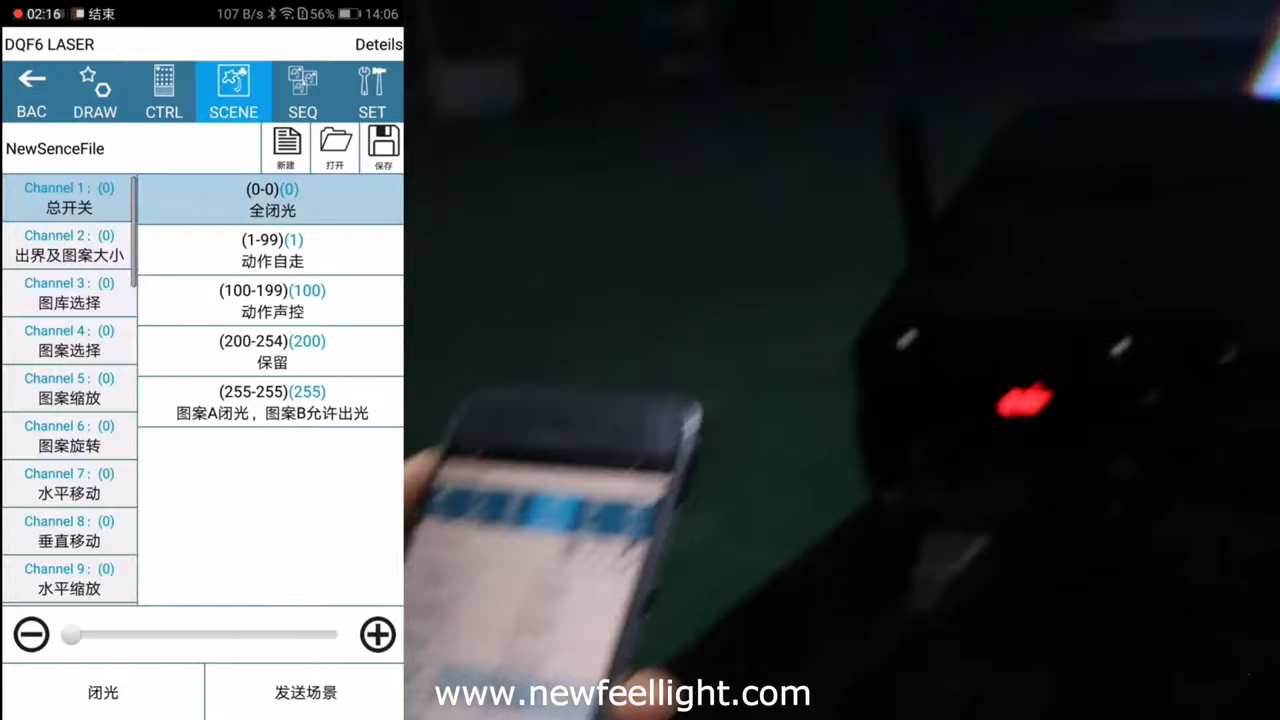 02:16 结束 107 B/s 56% 14:06
DQF6 LASER Deteils
BAC DRAW CTRL SCENE SEQ SET
NewSenceFile 新建 打开 保存
Channel 1 : (0)
总开关
Channel 2 : (0)
出界及图案大小
Channel 3 : (0)
图库选择
Channel 4 : (0)
图案选择
Channel 5 : (0)
图案缩放
Channel 6 : (0)
图案旋转
Channel 7 : (0)
水平移动
Channel 8 : (0)
垂直移动
Channel 9 : (0)
水平缩放
(0-0)(0)
全闭光
(1-99)(1)
动作自走
(100-199)(100)
动作声控
(200-254)(200)
保留
(255-255)(255)
图案A闭光，图案B允许出光
闭光 发送场景
www.newfeellight.com